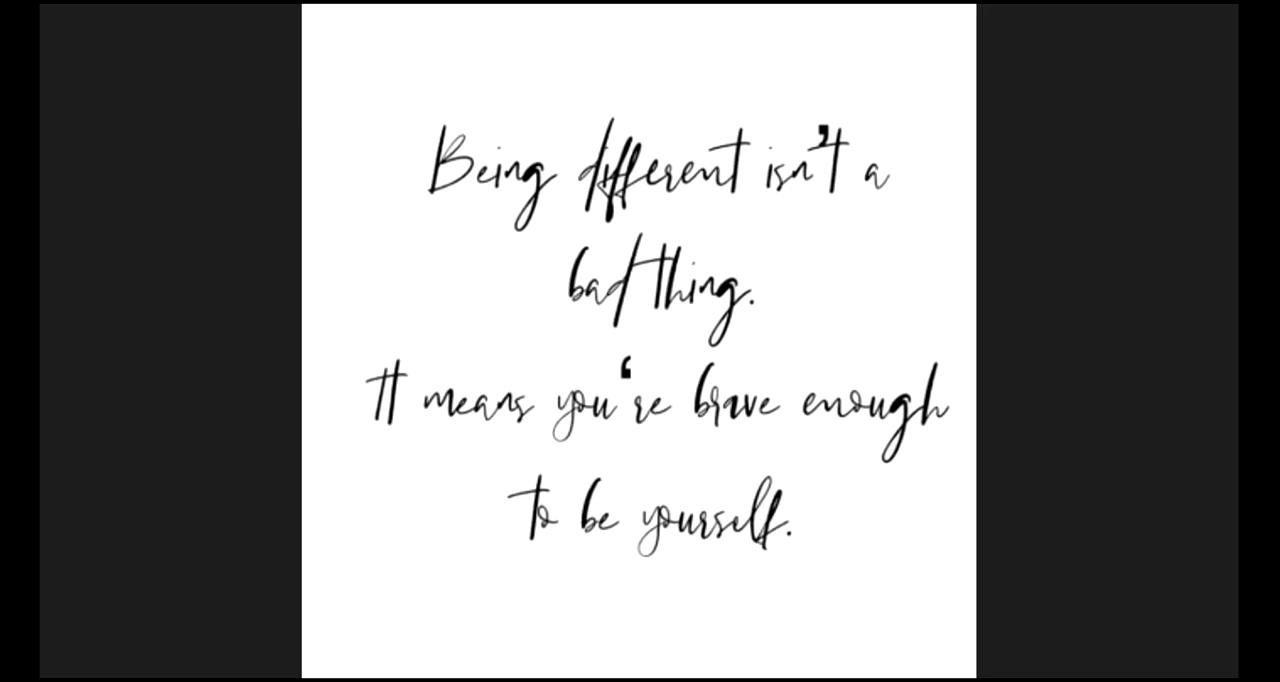 Being different isn’t a
bad thing.
It means you‘re brave enough
to be yourself.